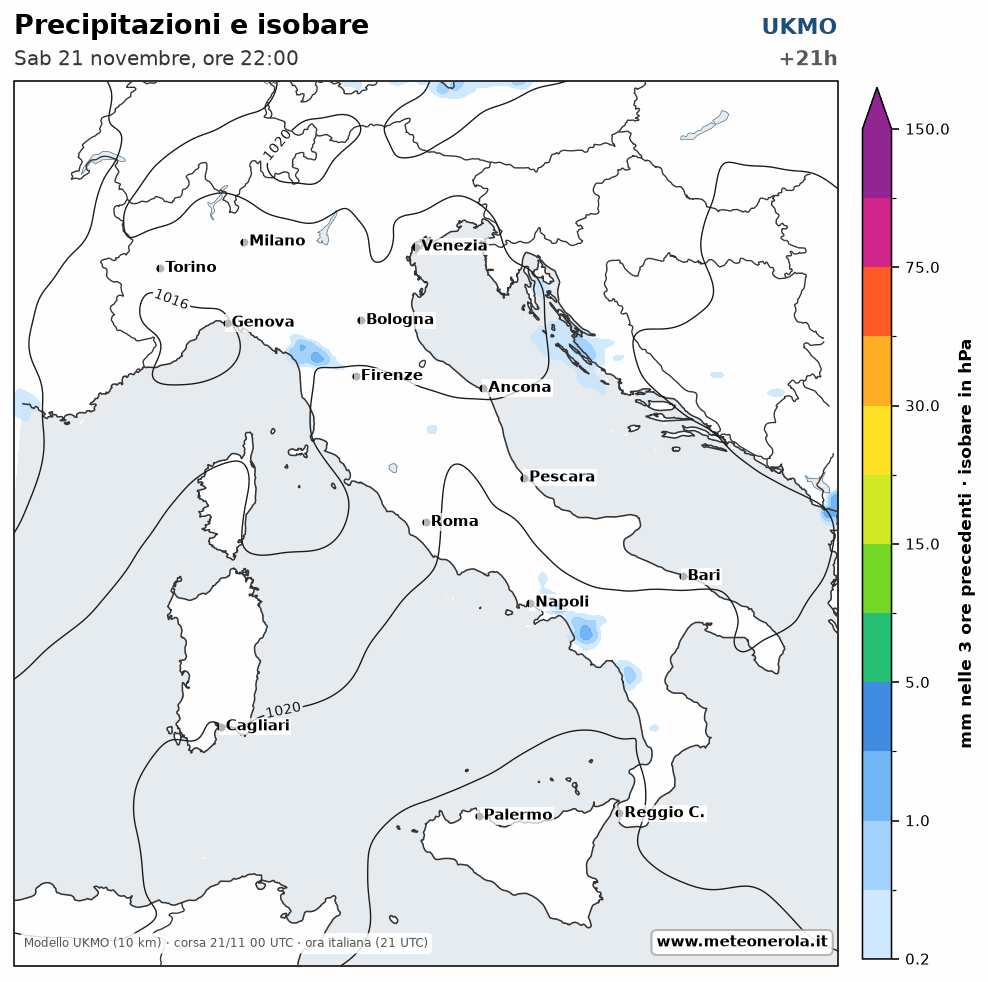 Precipitazioni e isobare
UKMO
Sab 21 novembre, ore 22:00
+21h
150.0
75.0
30.0
15.0
5.0
1.0
0.2
mm nelle 3 ore precedenti · isobare in hPa
1020
Milano
Venezia
Torino
1016
Genova
Bologna
Firenze
Ancona
Pescara
Roma
Bari
Napoli
1020
Cagliari
Palermo
Reggio C.
Modello UKMO (10 km) · corsa 21/11 00 UTC · ora italiana (21 UTC)
www.meteonerola.it